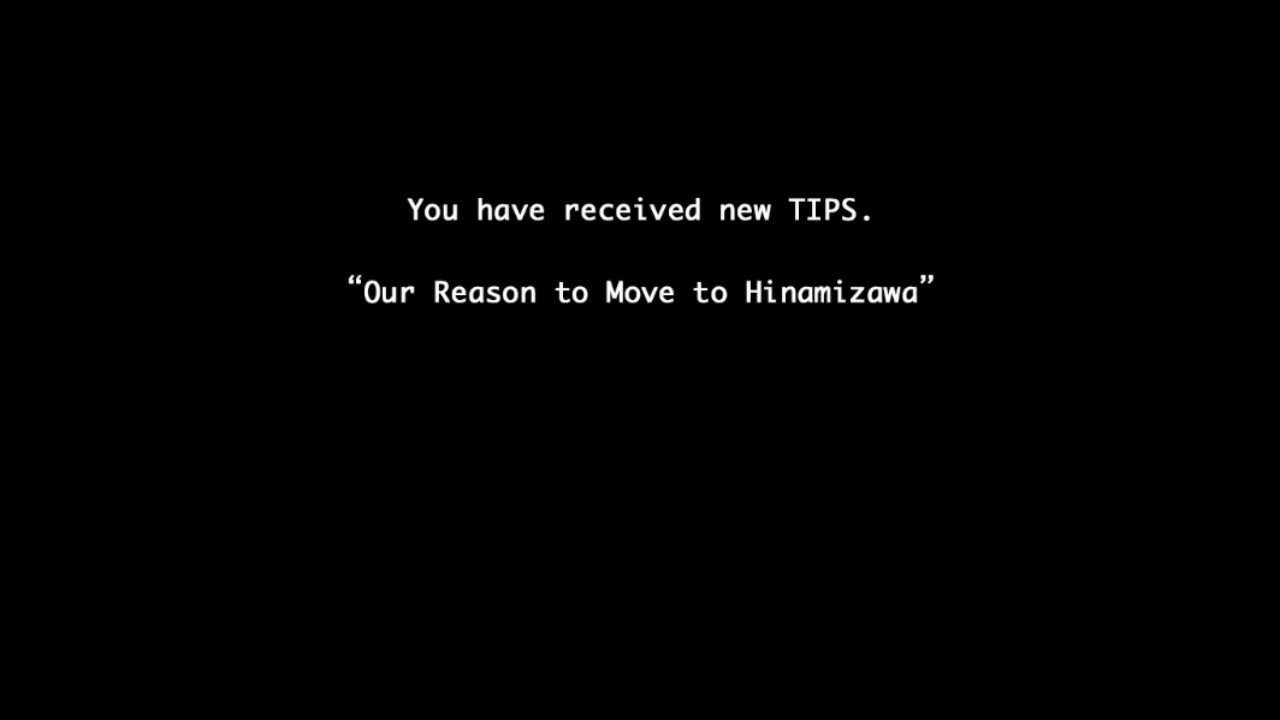 You have received new TIPS.
“Our Reason to Move to Hinamizawa”